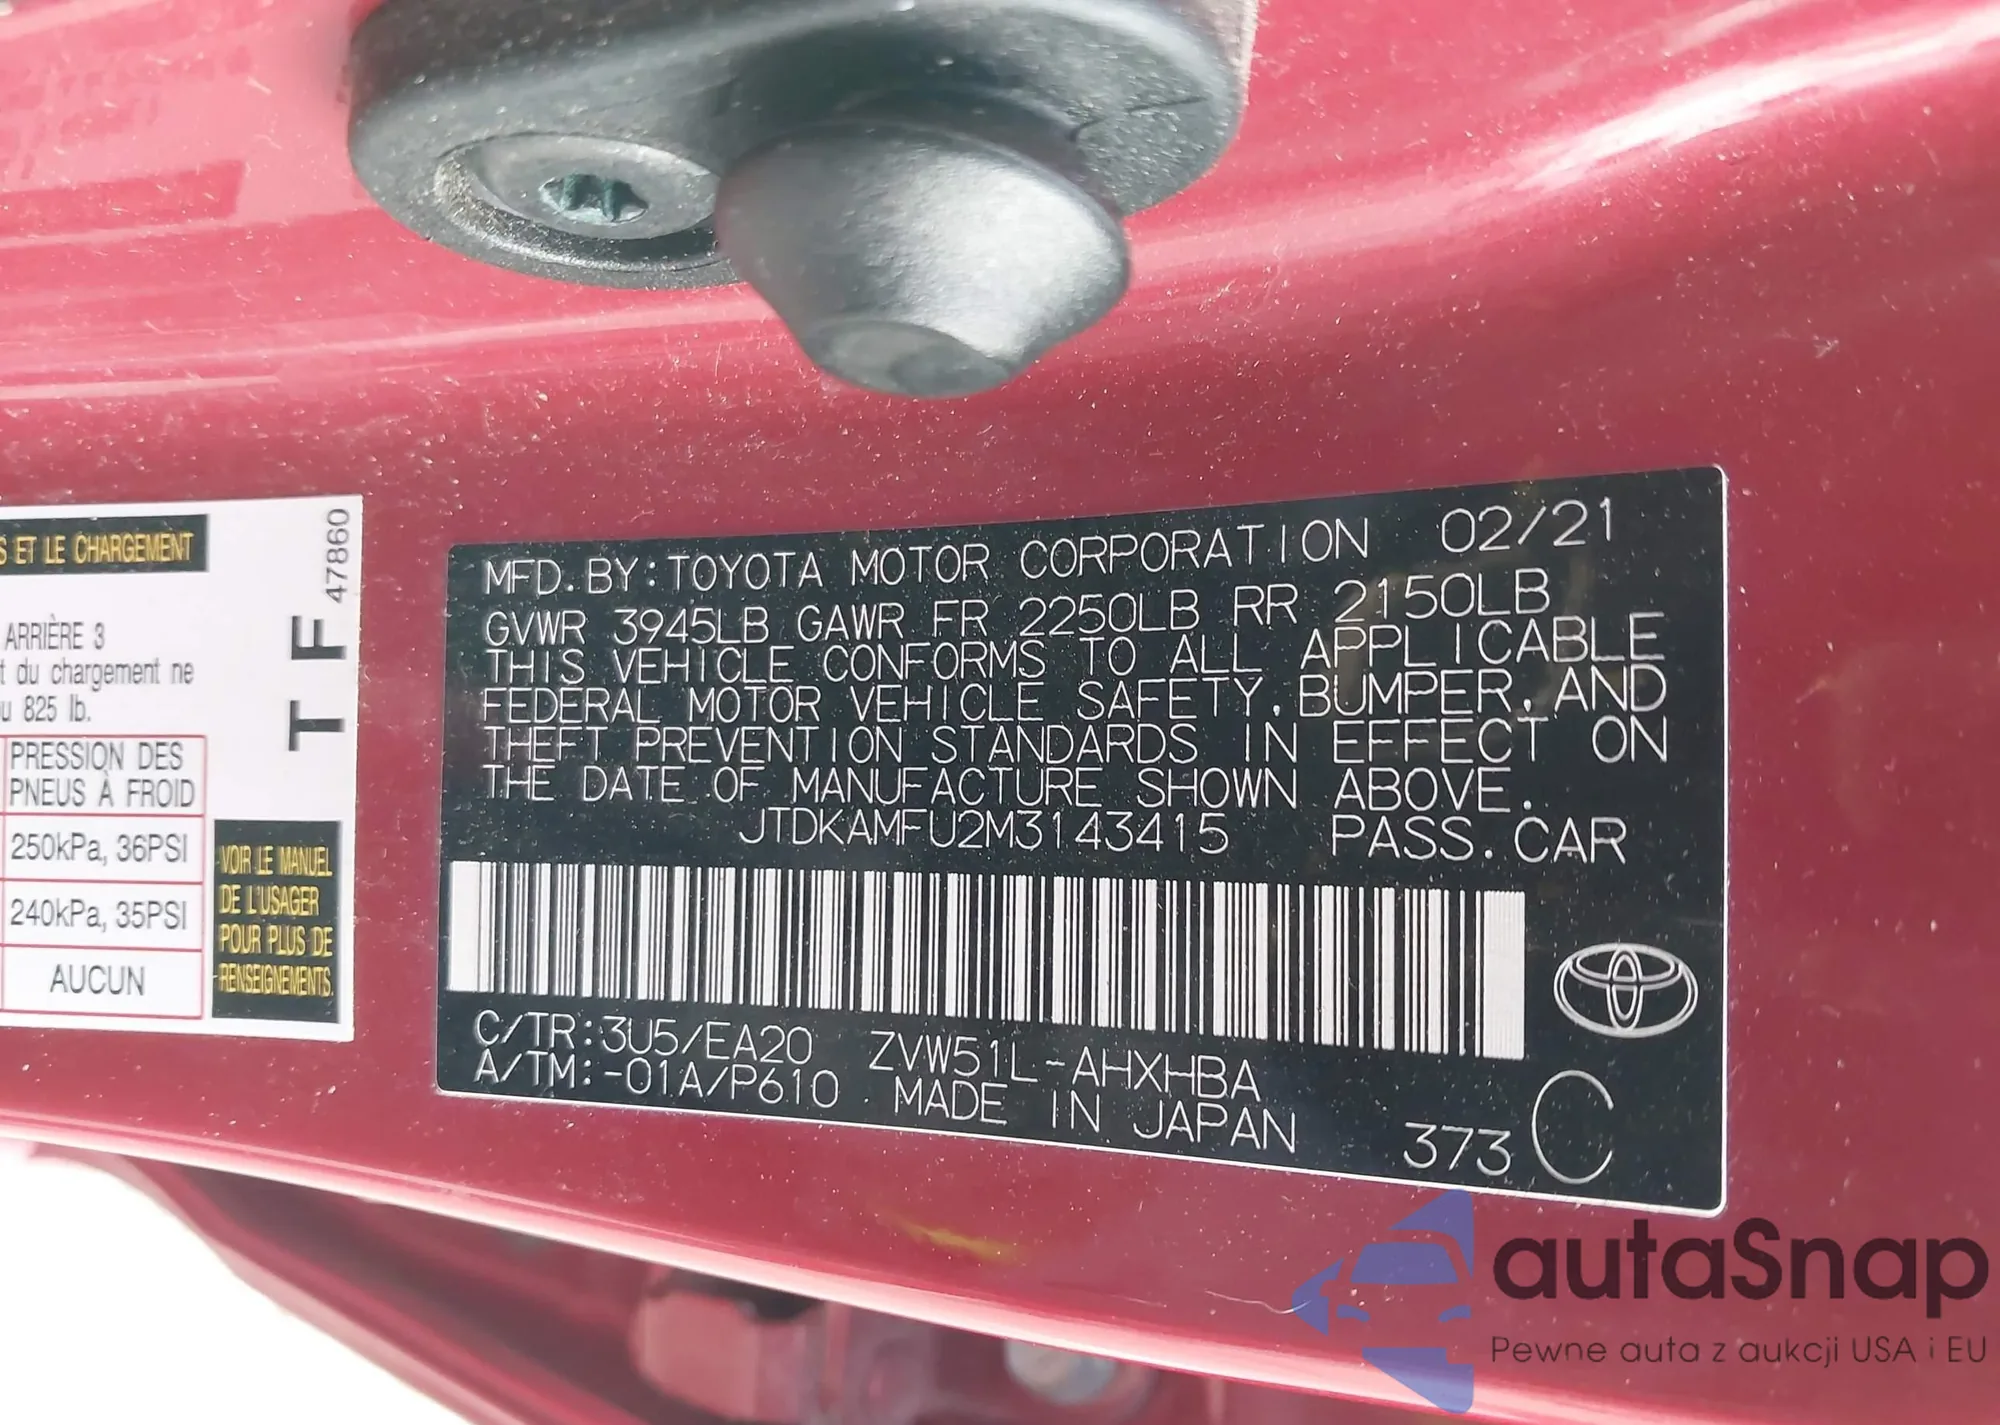 S ET LE CHARGEMENT
47860
T F
ARRIÈRE 3
t du chargement ne
u 825 lb.
PRESSION DES
PNEUS À FROID
250kPa, 36PSI
240kPa, 35PSI
AUCUN
VOIR LE MANUEL
DE L'USAGER
POUR PLUS DE
RENSEIGNEMENTS.
MFD. BY: TOYOTA MOTOR CORPORATION 02/21
GVWR 3945LB GAWR FR 2250LB RR 2150LB
THIS VEHICLE CONFORMS TO ALL APPLICABLE
FEDERAL MOTOR VEHICLE SAFETY, BUMPER, AND
THEFT PREVENTION STANDARDS IN EFFECT ON
THE DATE OF MANUFACTURE SHOWN ABOVE.
JTDKAMFU2M3143415 PASS. CAR
C/TR:3U5/EA20 ZVW51L-AHXHBA
A/TM:-01A/P610 MADE IN JAPAN 373 C
autaSnap
Pewne auta z aukcji USA i EU